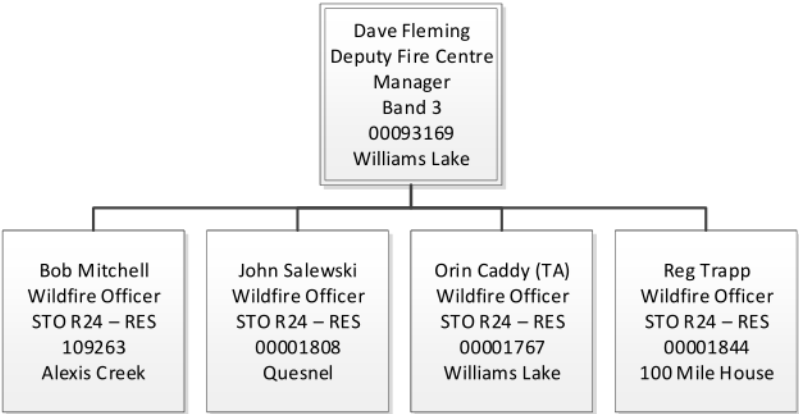 Dave Fleming
Deputy Fire Centre
Manager
Band 3
00093169
Williams Lake
Bob Mitchell
Wildfire Officer
STO R24 – RES
109263
Alexis Creek
John Salewski
Wildfire Officer
STO R24 – RES
00001808
Quesnel
Orin Caddy (TA)
Wildfire Officer
STO R24 – RES
00001767
Williams Lake
Reg Trapp
Wildfire Officer
STO R24 – RES
00001844
100 Mile House